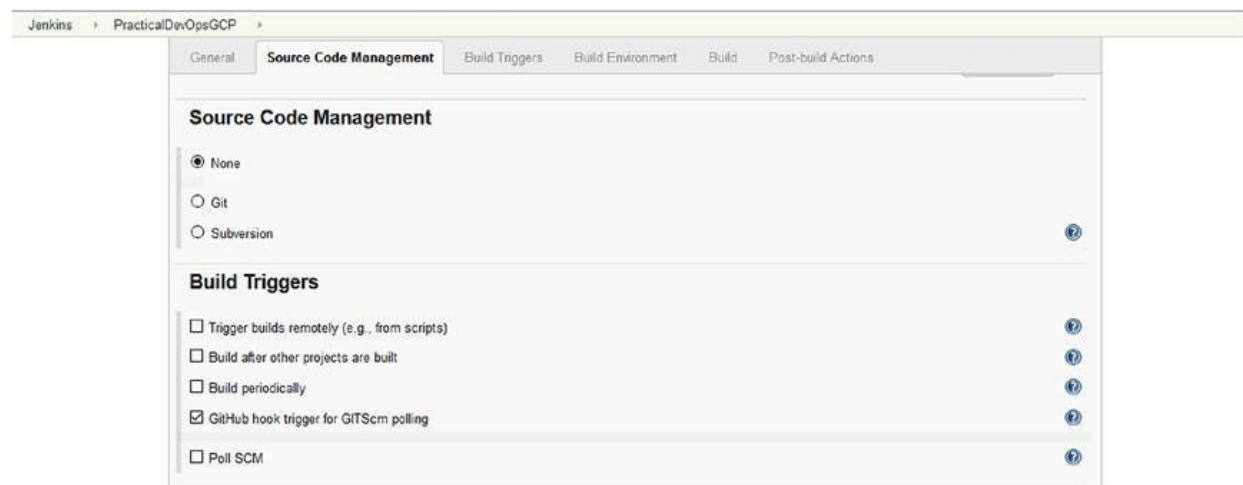 Jenkins PracticalDevOpsGCP
General Source Code Management Build Triggers Build Environment Build Post-build Actions
Source Code Management
None
Git
Subversion
Build Triggers
Trigger builds remotely (e.g., from scripts)
Build after other projects are built
Build periodically
GitHub hook trigger for GITScm polling
Poll SCM